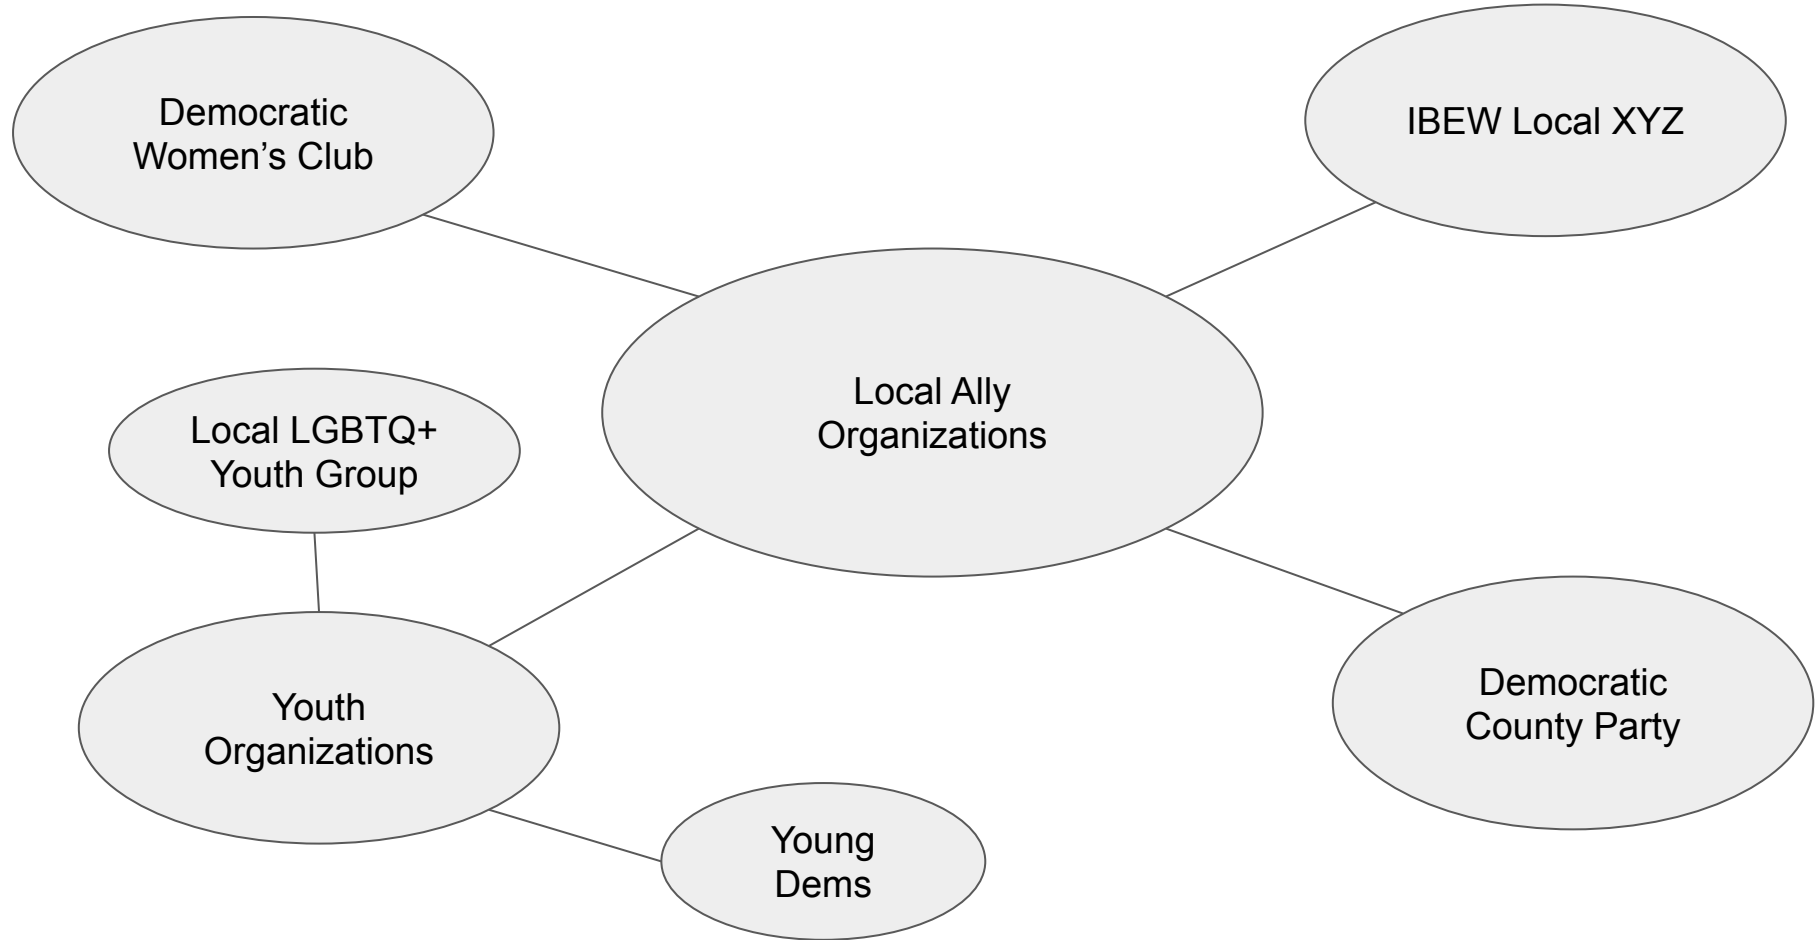 Democratic
Women’s Club
IBEW Local XYZ
Local Ally
Organizations
Local LGBTQ+
Youth Group
Youth
Organizations
Democratic
County Party
Young
Dems